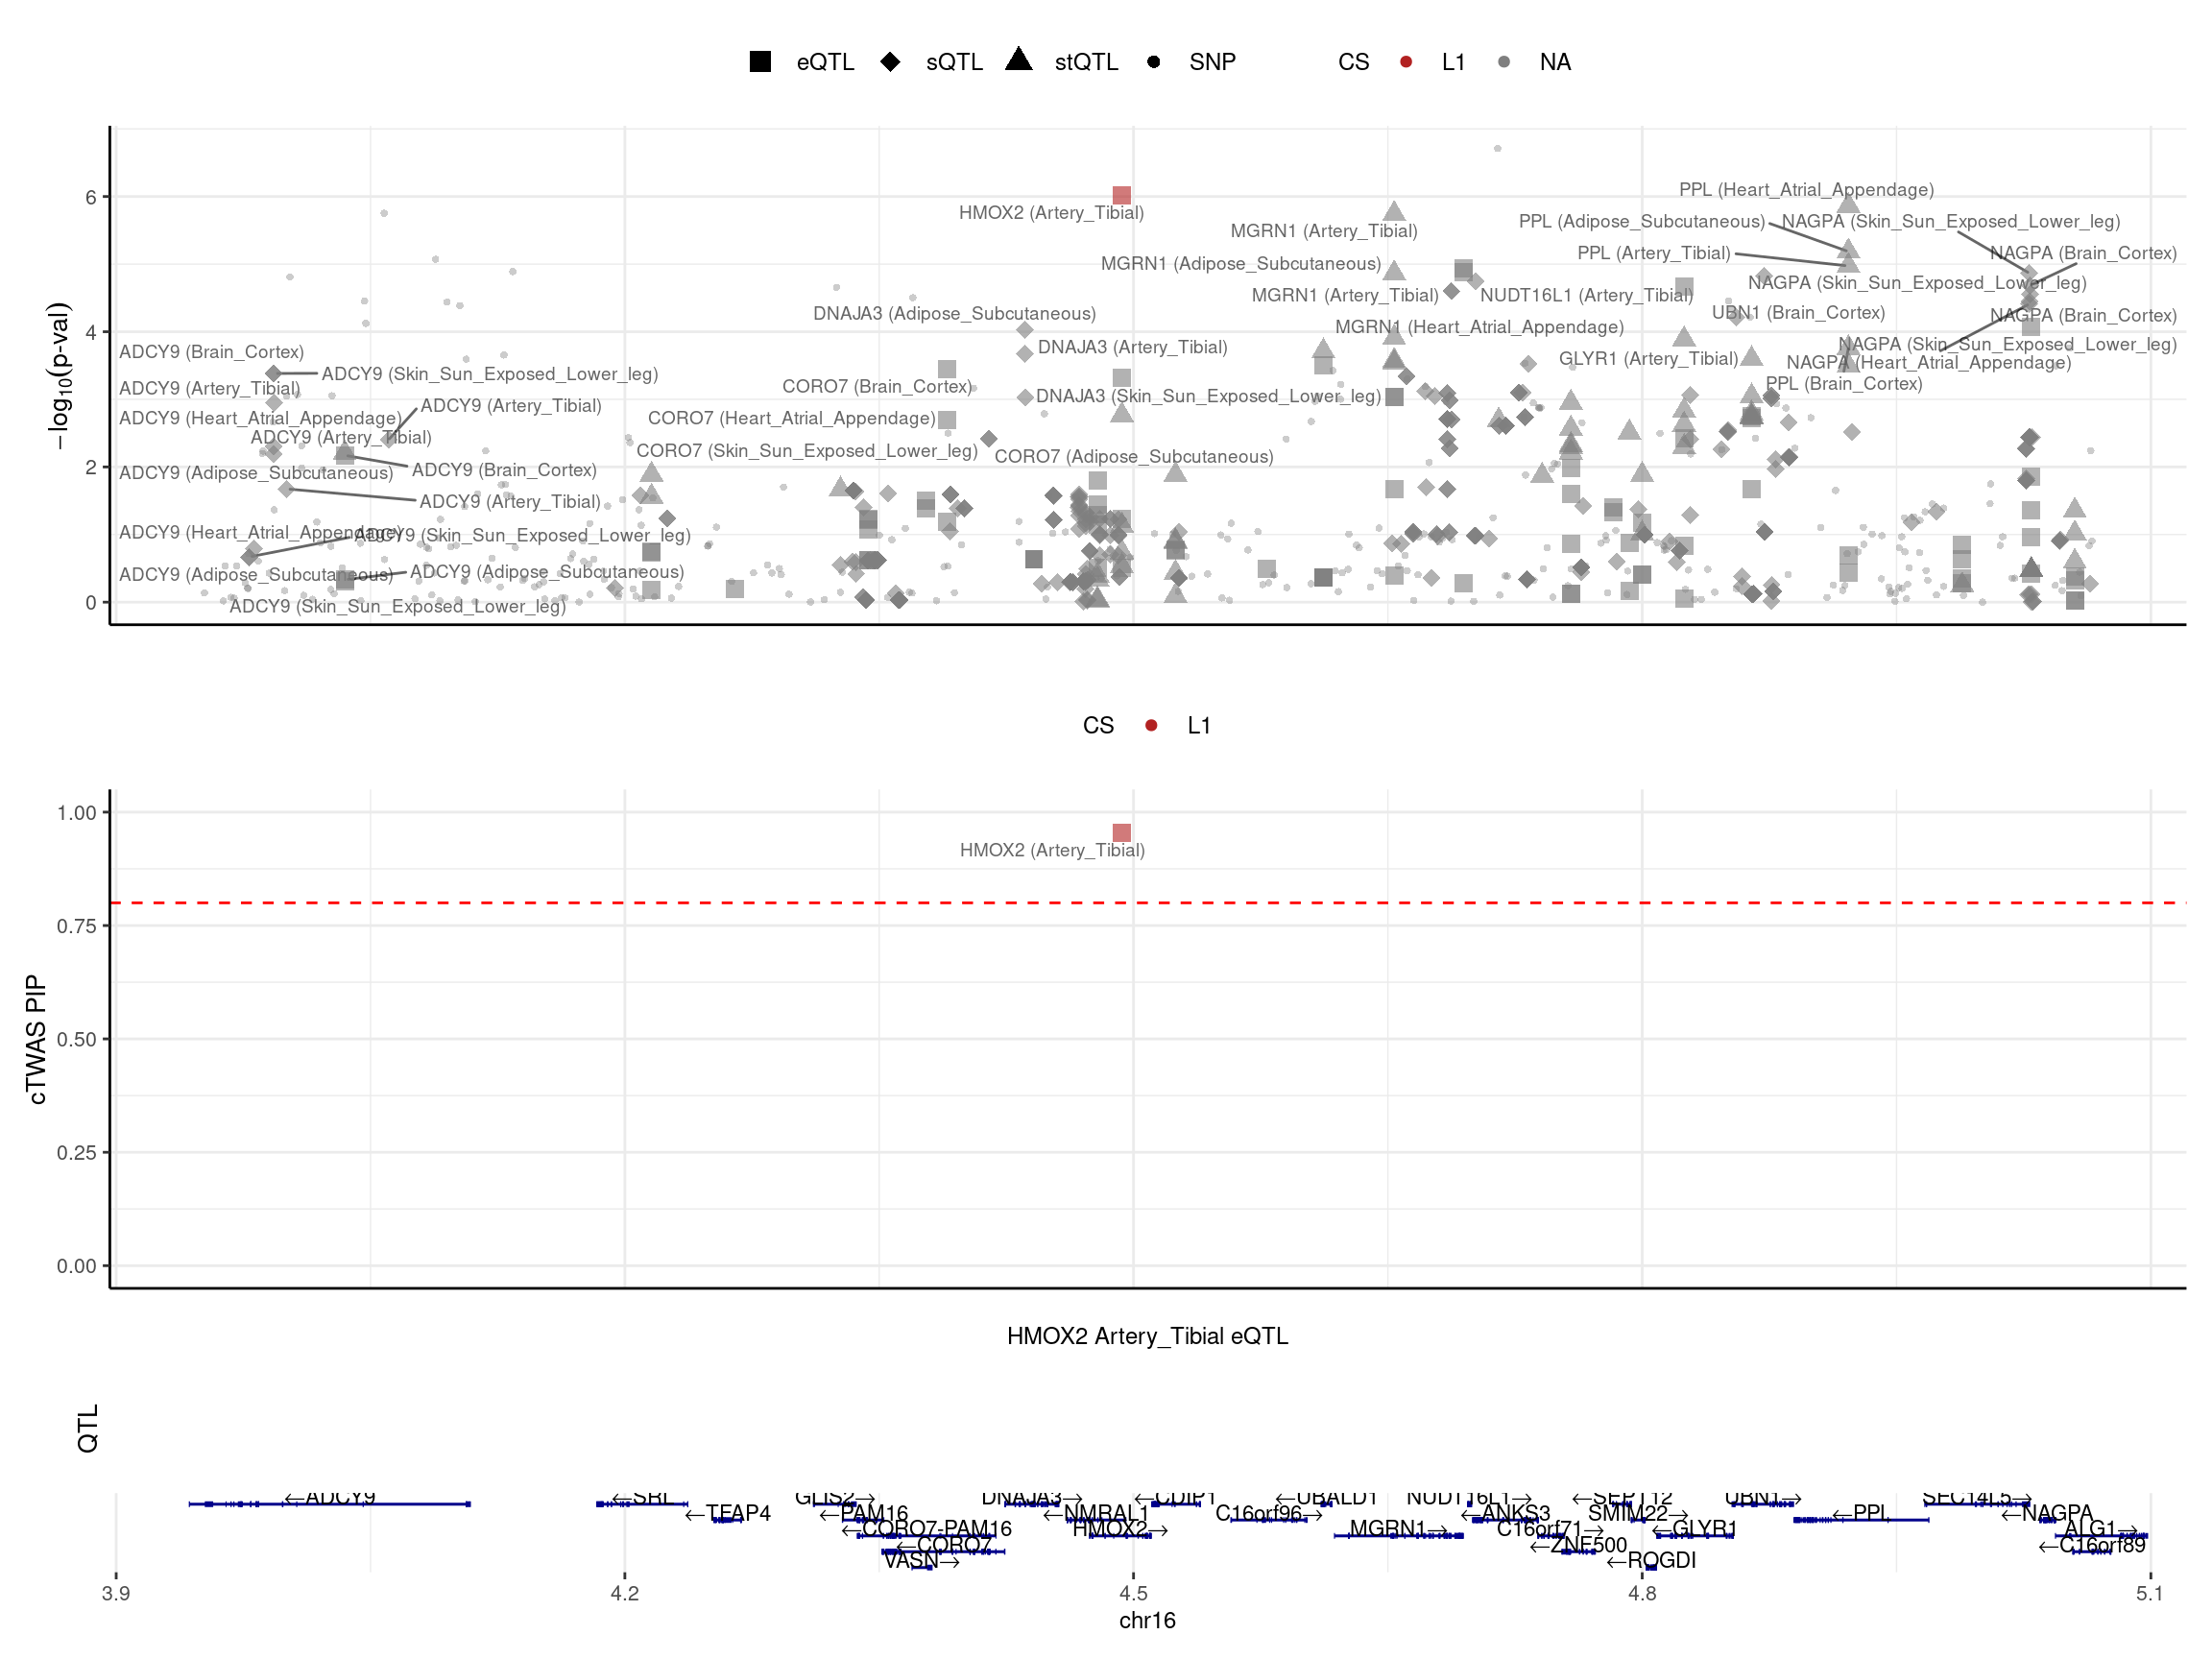 eQTL sQTL stQTL SNP CS L1 NA
−log10(p-val)
6
4
2
0
PPL (Heart_Atrial_Appendage)
HMOX2 (Artery_Tibial)
PPL (Adipose_Subcutaneous) NAGPA (Skin_Sun_Exposed_Lower_leg)
MGRN1 (Artery_Tibial)
PPL (Artery_Tibial) NAGPA (Brain_Cortex)
MGRN1 (Adipose_Subcutaneous)
NAGPA (Skin_Sun_Exposed_Lower_leg)
MGRN1 (Artery_Tibial) NUDT16L1 (Artery_Tibial)
DNAJA3 (Adipose_Subcutaneous) UBN1 (Brain_Cortex) NAGPA (Brain_Cortex)
MGRN1 (Heart_Atrial_Appendage)
ADCY9 (Brain_Cortex) DNAJA3 (Artery_Tibial) NAGPA (Skin_Sun_Exposed_Lower_leg)
GLYR1 (Artery_Tibial) NAGPA (Heart_Atrial_Appendage)
ADCY9 (Skin_Sun_Exposed_Lower_leg)
ADCY9 (Artery_Tibial) CORO7 (Brain_Cortex) PPL (Brain_Cortex)
DNAJA3 (Skin_Sun_Exposed_Lower_leg)
ADCY9 (Artery_Tibial)
ADCY9 (Heart_Atrial_Appendage) CORO7 (Heart_Atrial_Appendage)
ADCY9 (Artery_Tibial)
CORO7 (Skin_Sun_Exposed_Lower_leg) CORO7 (Adipose_Subcutaneous)
ADCY9 (Adipose_Subcutaneous) ADCY9 (Brain_Cortex)
ADCY9 (Artery_Tibial)
ADCY9 (Heart_Atrial_Appendage) ADCY9 (Skin_Sun_Exposed_Lower_leg)
ADCY9 (Adipose_Subcutaneous) ADCY9 (Adipose_Subcutaneous)
ADCY9 (Skin_Sun_Exposed_Lower_leg)
CS L1
cTWAS PIP
1.00
0.75
0.50
0.25
0.00
HMOX2 (Artery_Tibial)
HMOX2 Artery_Tibial eQTL
QTL
←ADCY9 ←SRL GLIS2→ DNAJA3→ ←CDIP1 ←UBALD1 NUDT16L1→ ←SEPT12 UBN1→ SEC14L5→
←TFAP4 ←PAM16 ←NMRAL1 C16orf96→ ←ANKS3 SMIM22→ ←PPL ←NAGPA
←CORO7-PAM16 HMOX2→ MGRN1→ C16orf71→ ←GLYR1 ALG1→
←CORO7 ←ZNF500 ←C16orf89
VASN→ ←ROGDI
3.9 4.2 4.5 4.8 5.1
chr16